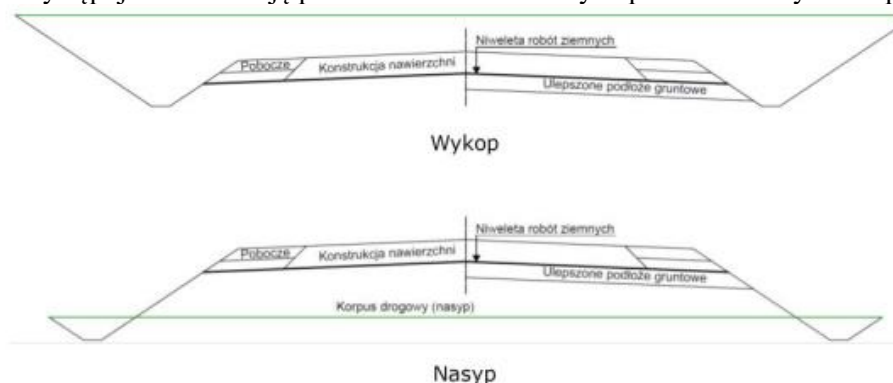 Niweleta robót ziemnych
Pobocze
Konstrukcja nawierzchni
Ulepszone podłoże gruntowe
Wykop
Niweleta robót ziemnych
Pobocze
Konstrukcja nawierzchni
Ulepszone podłoże gruntowe
Korpus drogowy (nasyp)
Nasyp